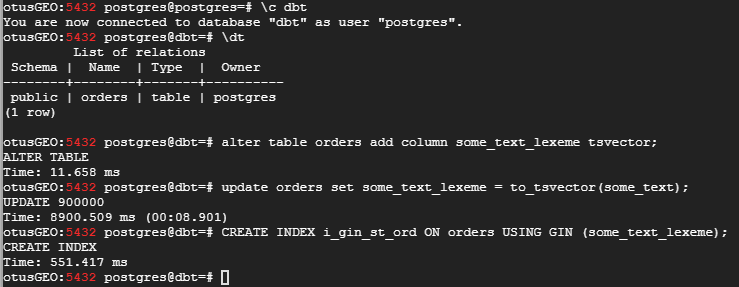 otusGEO:5432 postgres@postgres=# \c dbt
You are now connected to database "dbt" as user "postgres".
otusGEO:5432 postgres@dbt=# \dt
         List of relations
 Schema |  Name  | Type  |  Owner
--------+--------+-------+----------
 public | orders | table | postgres
(1 row)

otusGEO:5432 postgres@dbt=# alter table orders add column some_text_lexeme tsvector;
ALTER TABLE
Time: 11.658 ms
otusGEO:5432 postgres@dbt=# update orders set some_text_lexeme = to_tsvector(some_text);
UPDATE 900000
Time: 8900.509 ms (00:08.901)
otusGEO:5432 postgres@dbt=# CREATE INDEX i_gin_st_ord ON orders USING GIN (some_text_lexeme);
CREATE INDEX
Time: 551.417 ms
otusGEO:5432 postgres@dbt=#